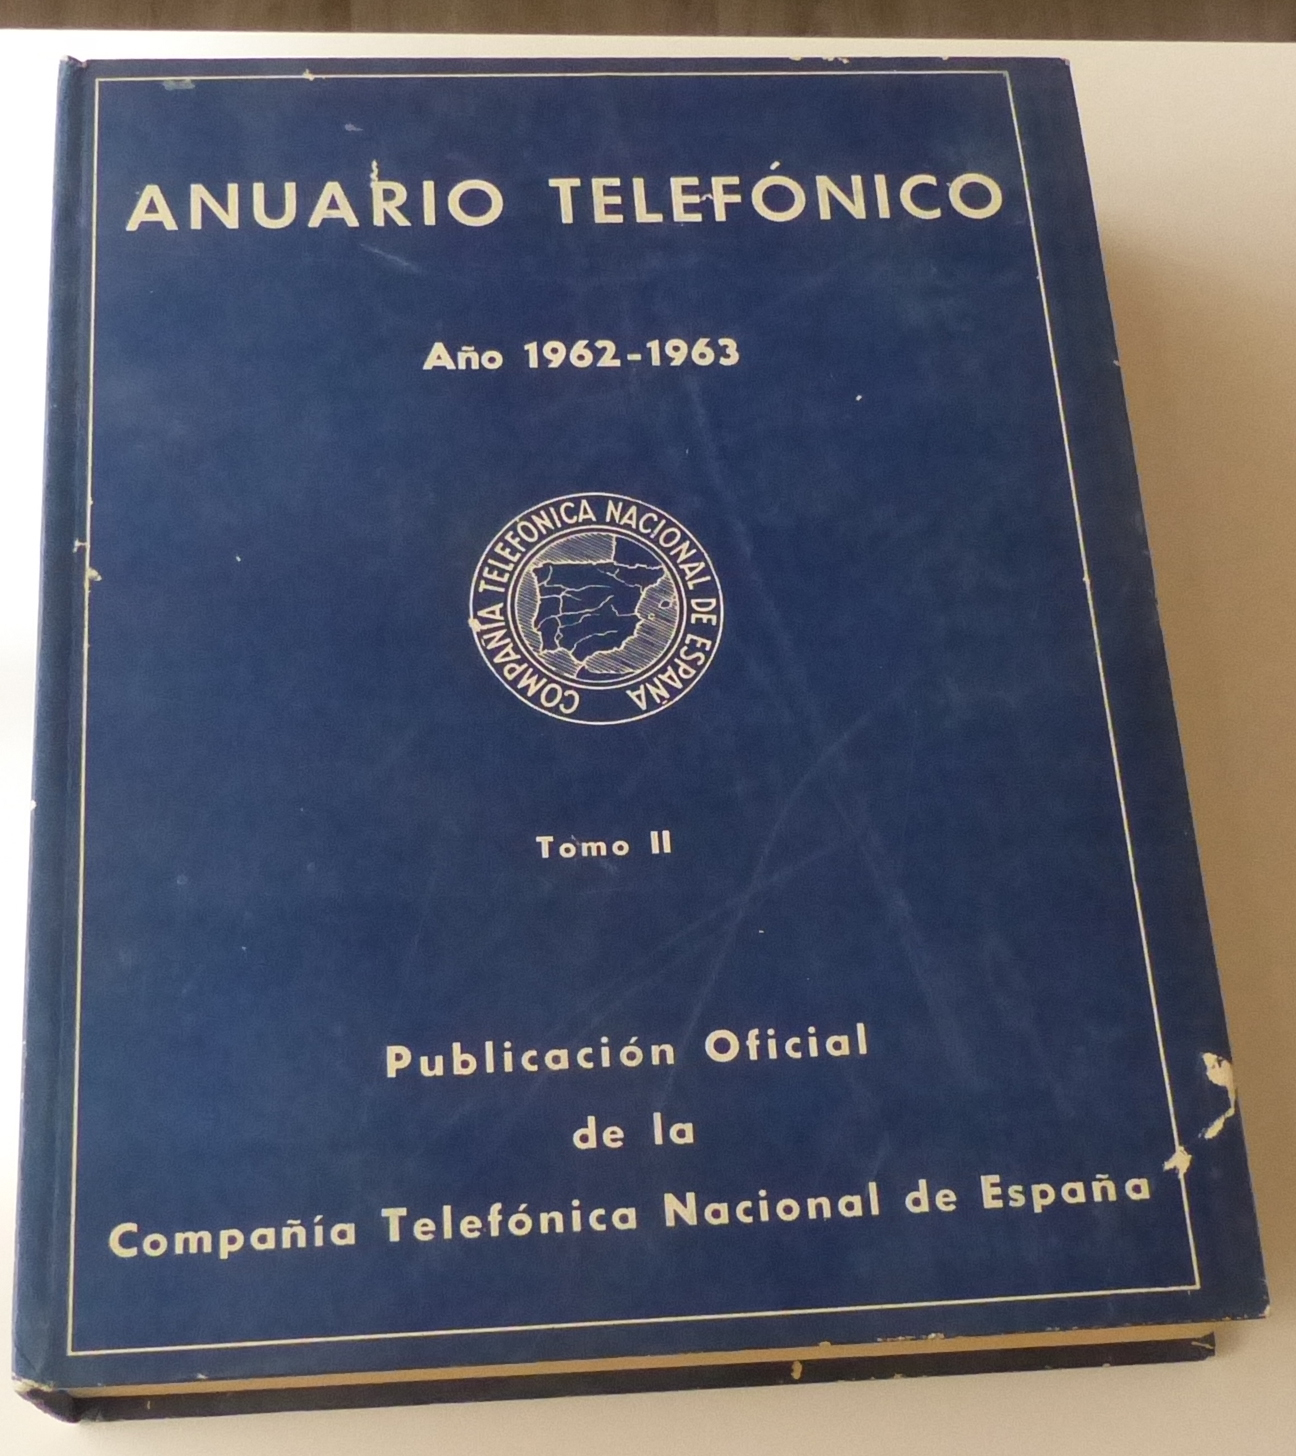 ANUARIO TELEFÓNICO
Año 1962-1963
COMPAÑÍA TELEFÓNICA NACIONAL DE ESPAÑA
Tomo II
Publicación Oficial
de la
Compañía Telefónica Nacional de España